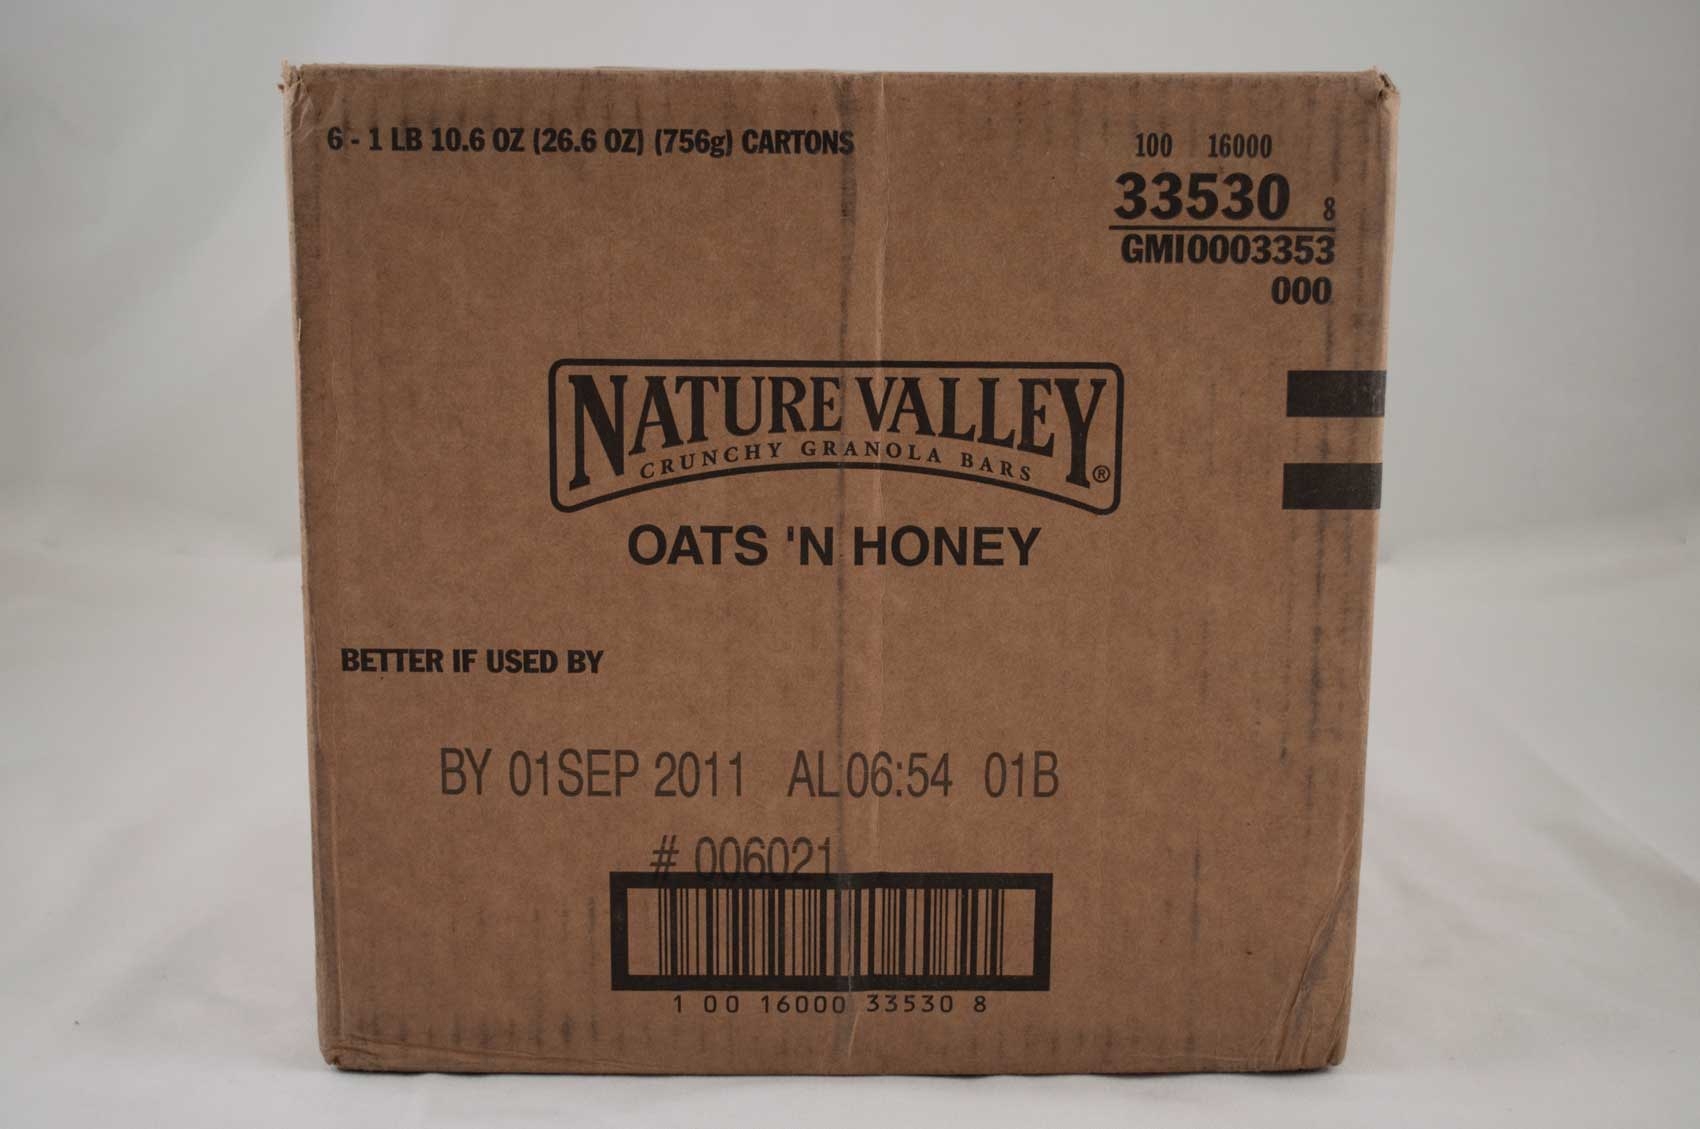 6 - 1 LB 10.6 OZ (26.6 OZ) (756g) CARTONS
100 16000
33530 8
GMI0003353
000
NATURE VALLEY
CRUNCHY GRANOLA BARS ®
OATS 'N HONEY
BETTER IF USED BY
BY 01SEP 2011 AL06:54 01B
# 006021
1 00 16000 33530 8